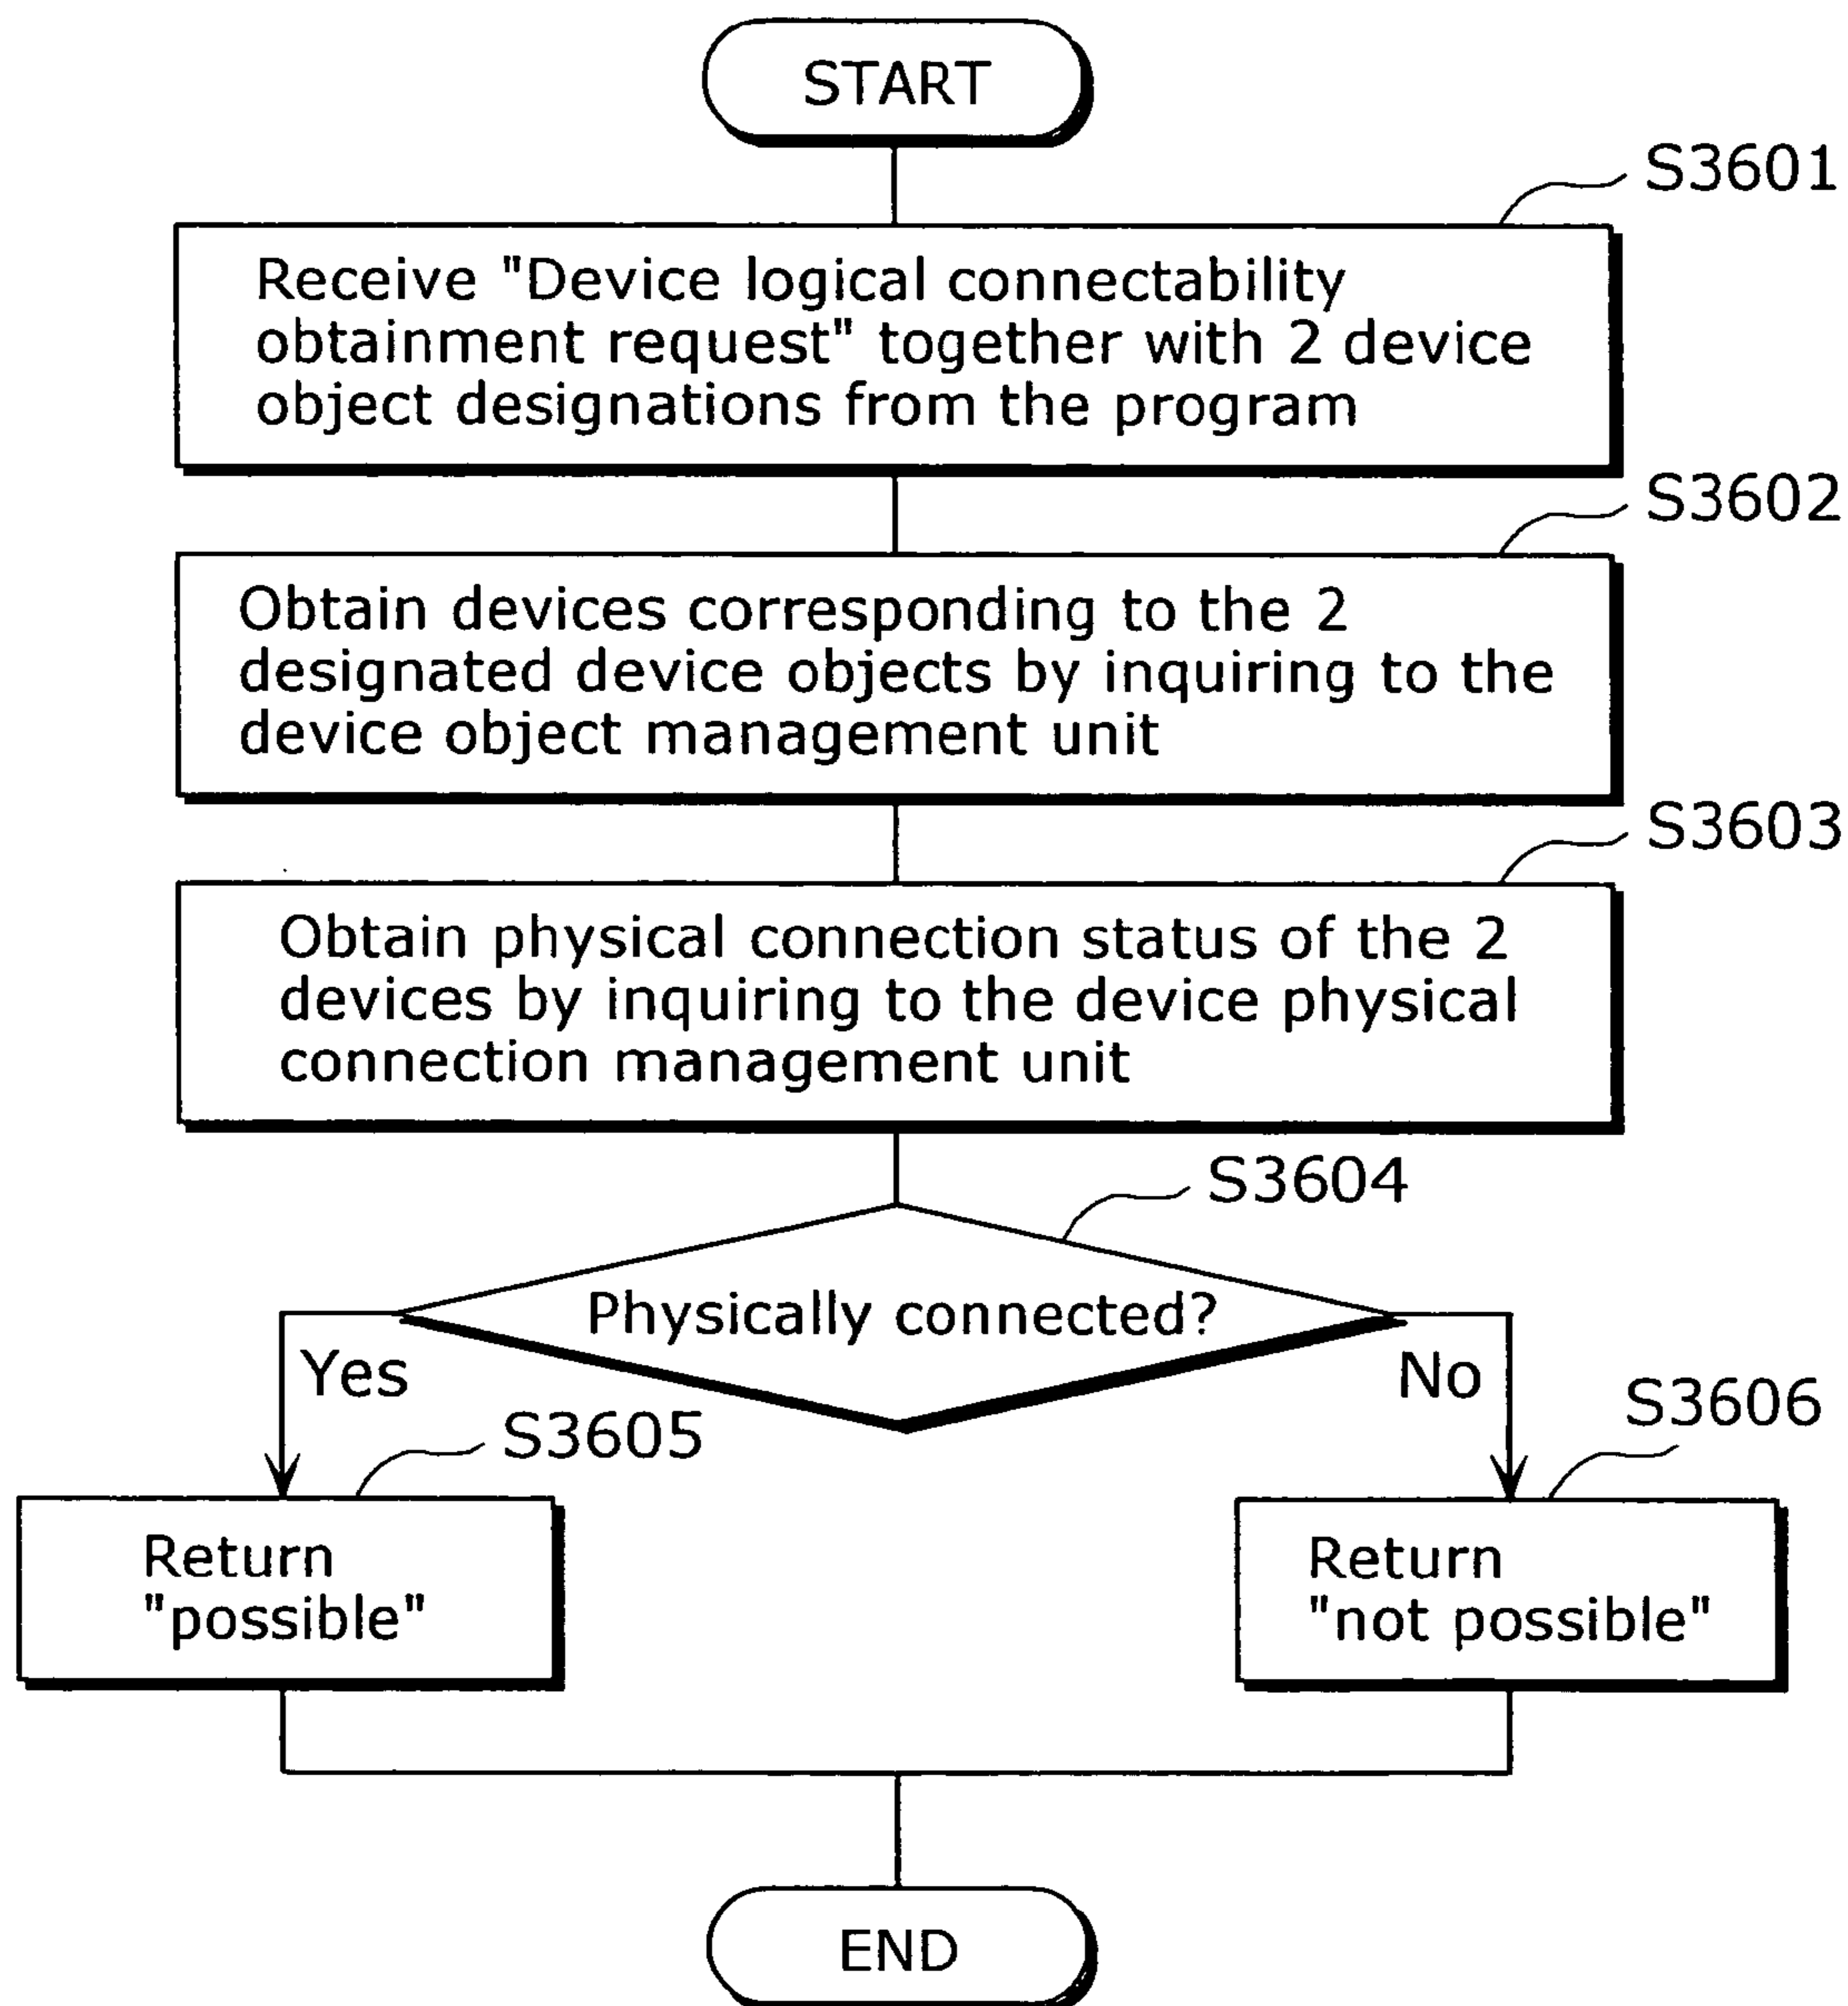 START
S3601
Receive "Device logical connectability
obtainment request" together with 2 device
object designations from the program
S3602
Obtain devices corresponding to the 2
designated device objects by inquiring to the
device object management unit
S3603
Obtain physical connection status of the 2
devices by inquiring to the device physical
connection management unit
S3604
Physically connected?
Yes
No
S3605
S3606
Return
"possible"
Return
"not possible"
END